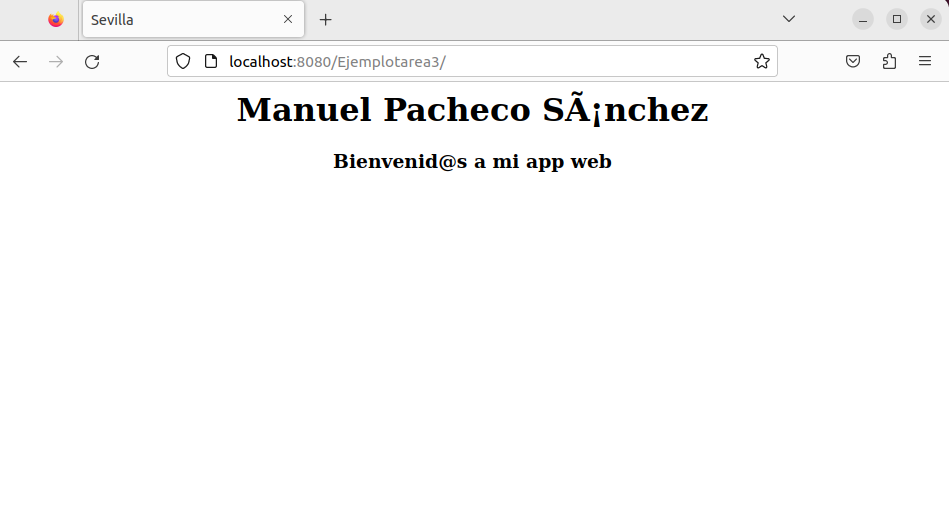 Sevilla
localhost:8080/Ejemplotarea3/
Manuel Pacheco SÃ¡nchez
Bienvenid@s a mi app web